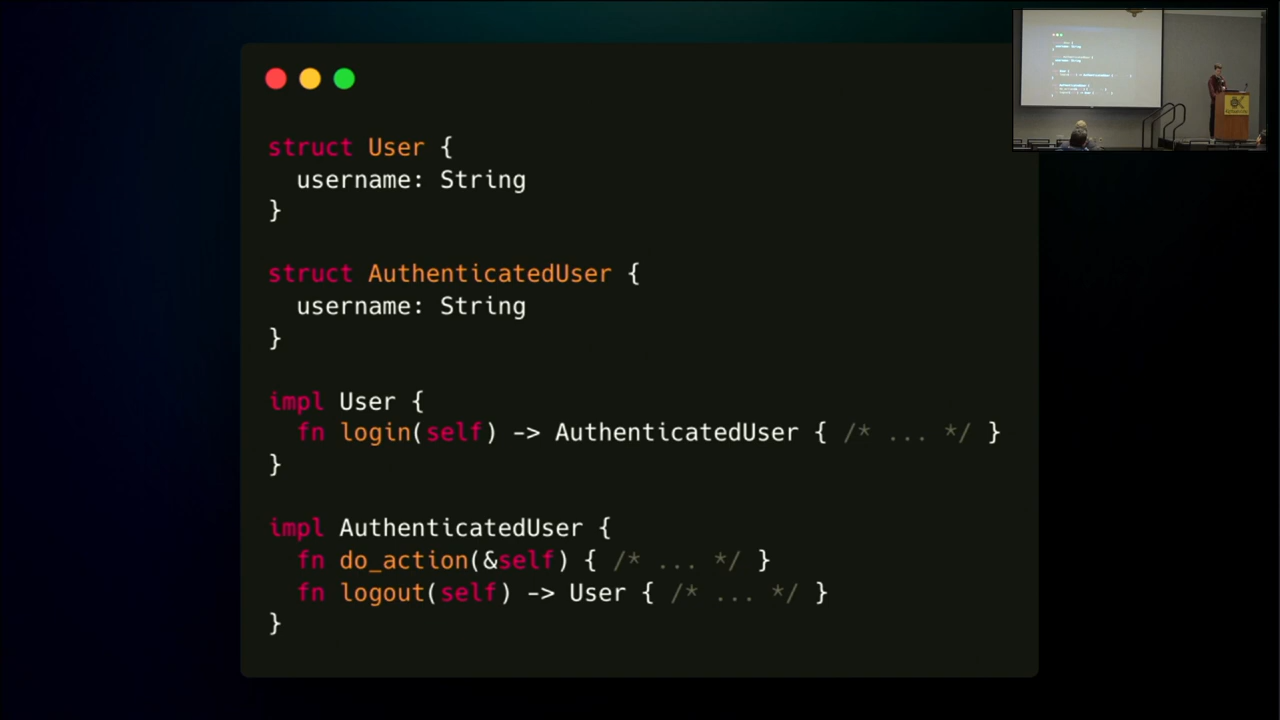 struct User {
username: String
}
struct AuthenticatedUser {
username: String
}
impl User {
fn login(self) -> AuthenticatedUser { /* ... */ }
}
impl AuthenticatedUser {
fn do_action(&self) { /* ... */ }
fn logout(self) -> User { /* ... */ }
}